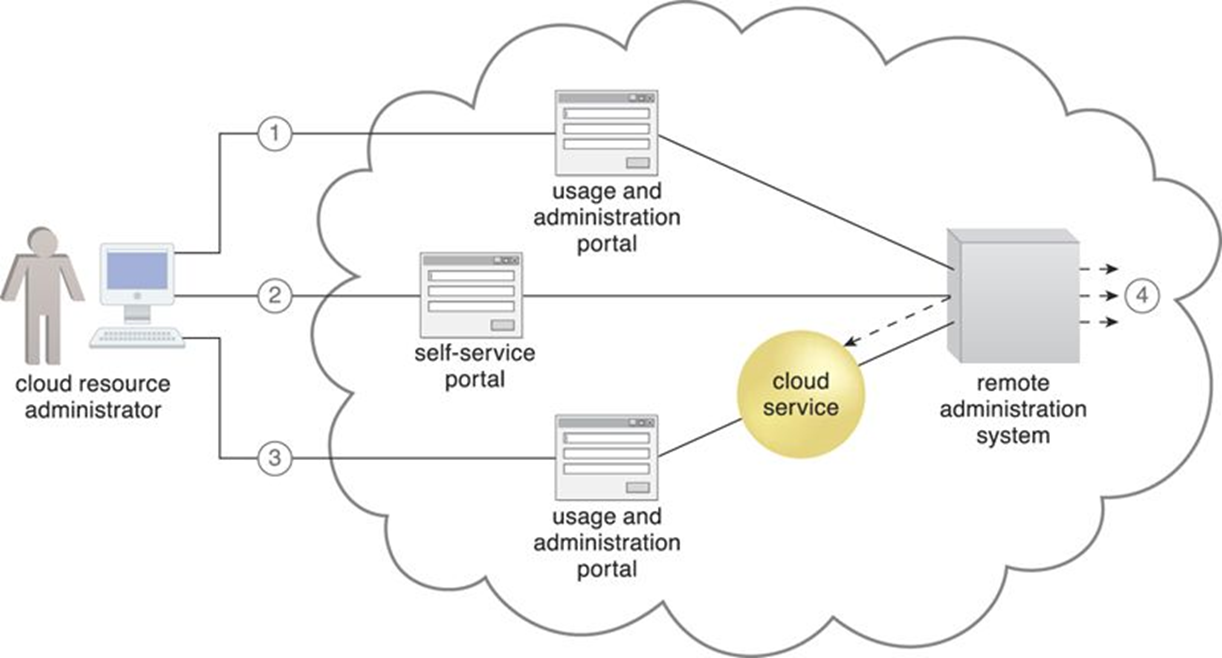 1
usage and
administration
portal
2
self-service
portal
cloud resource
administrator
cloud
service
remote
administration
system
4
3
usage and
administration
portal